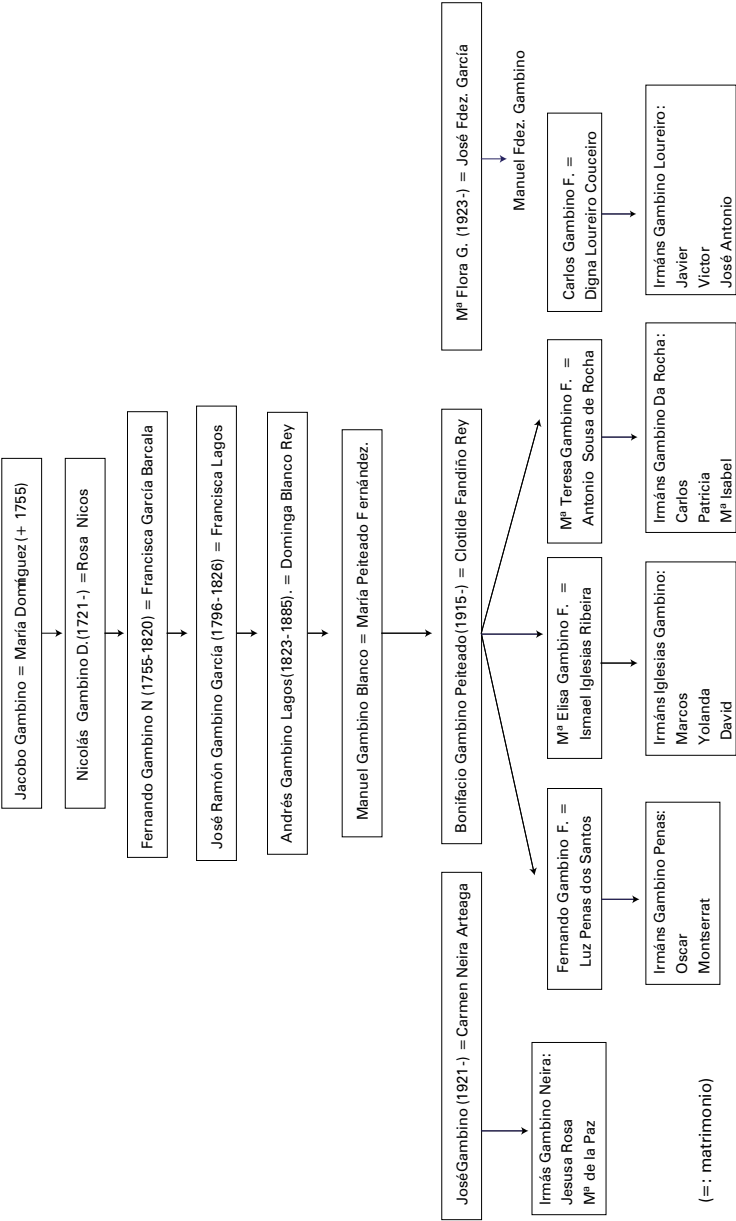 Jacobo Gambino = María Domínguez (+ 1755)
Nicolás Gambino D.(1721-) = Rosa Nicos
Fernando Gambino N (1755-1820) = Francisca García Barcala
José Ramón Gambino García (1796-1826) = Francisca Lagos
Andrés Gambino Lagos(1823-1885). = Dominga Blanco Rey
Manuel Gambino Blanco = María Peiteado Fernández.
José Gambino (1921-) = Carmen Neira Arteaga
Bonifacio Gambino Peiteado (1915-) = Clotilde Fandiño Rey
Mª Flora G. (1923-) = José Fdez. García
Manuel Fdez. Gambino
Irmás Gambino Neira:
Jesusa Rosa
Mª de la Paz
Fernando Gambino F. =
Luz Penas dos Santos
Mª Elisa Gambino F. =
Ismael Iglesias Ribeira
Mª Teresa Gambino F. =
Antonio Sousa de Rocha
Carlos Gambino F. =
Digna Loureiro Couceiro
Irmáns Gambino Penas:
Oscar
Montserrat
Irmáns Iglesias Gambino:
Marcos
Yolanda
David
Irmáns Gambino Da Rocha:
Carlos
Patricia
Mª Isabel
Irmáns Gambino Loureiro:
Javier
Victor
José Antonio
(=: matrimonio)